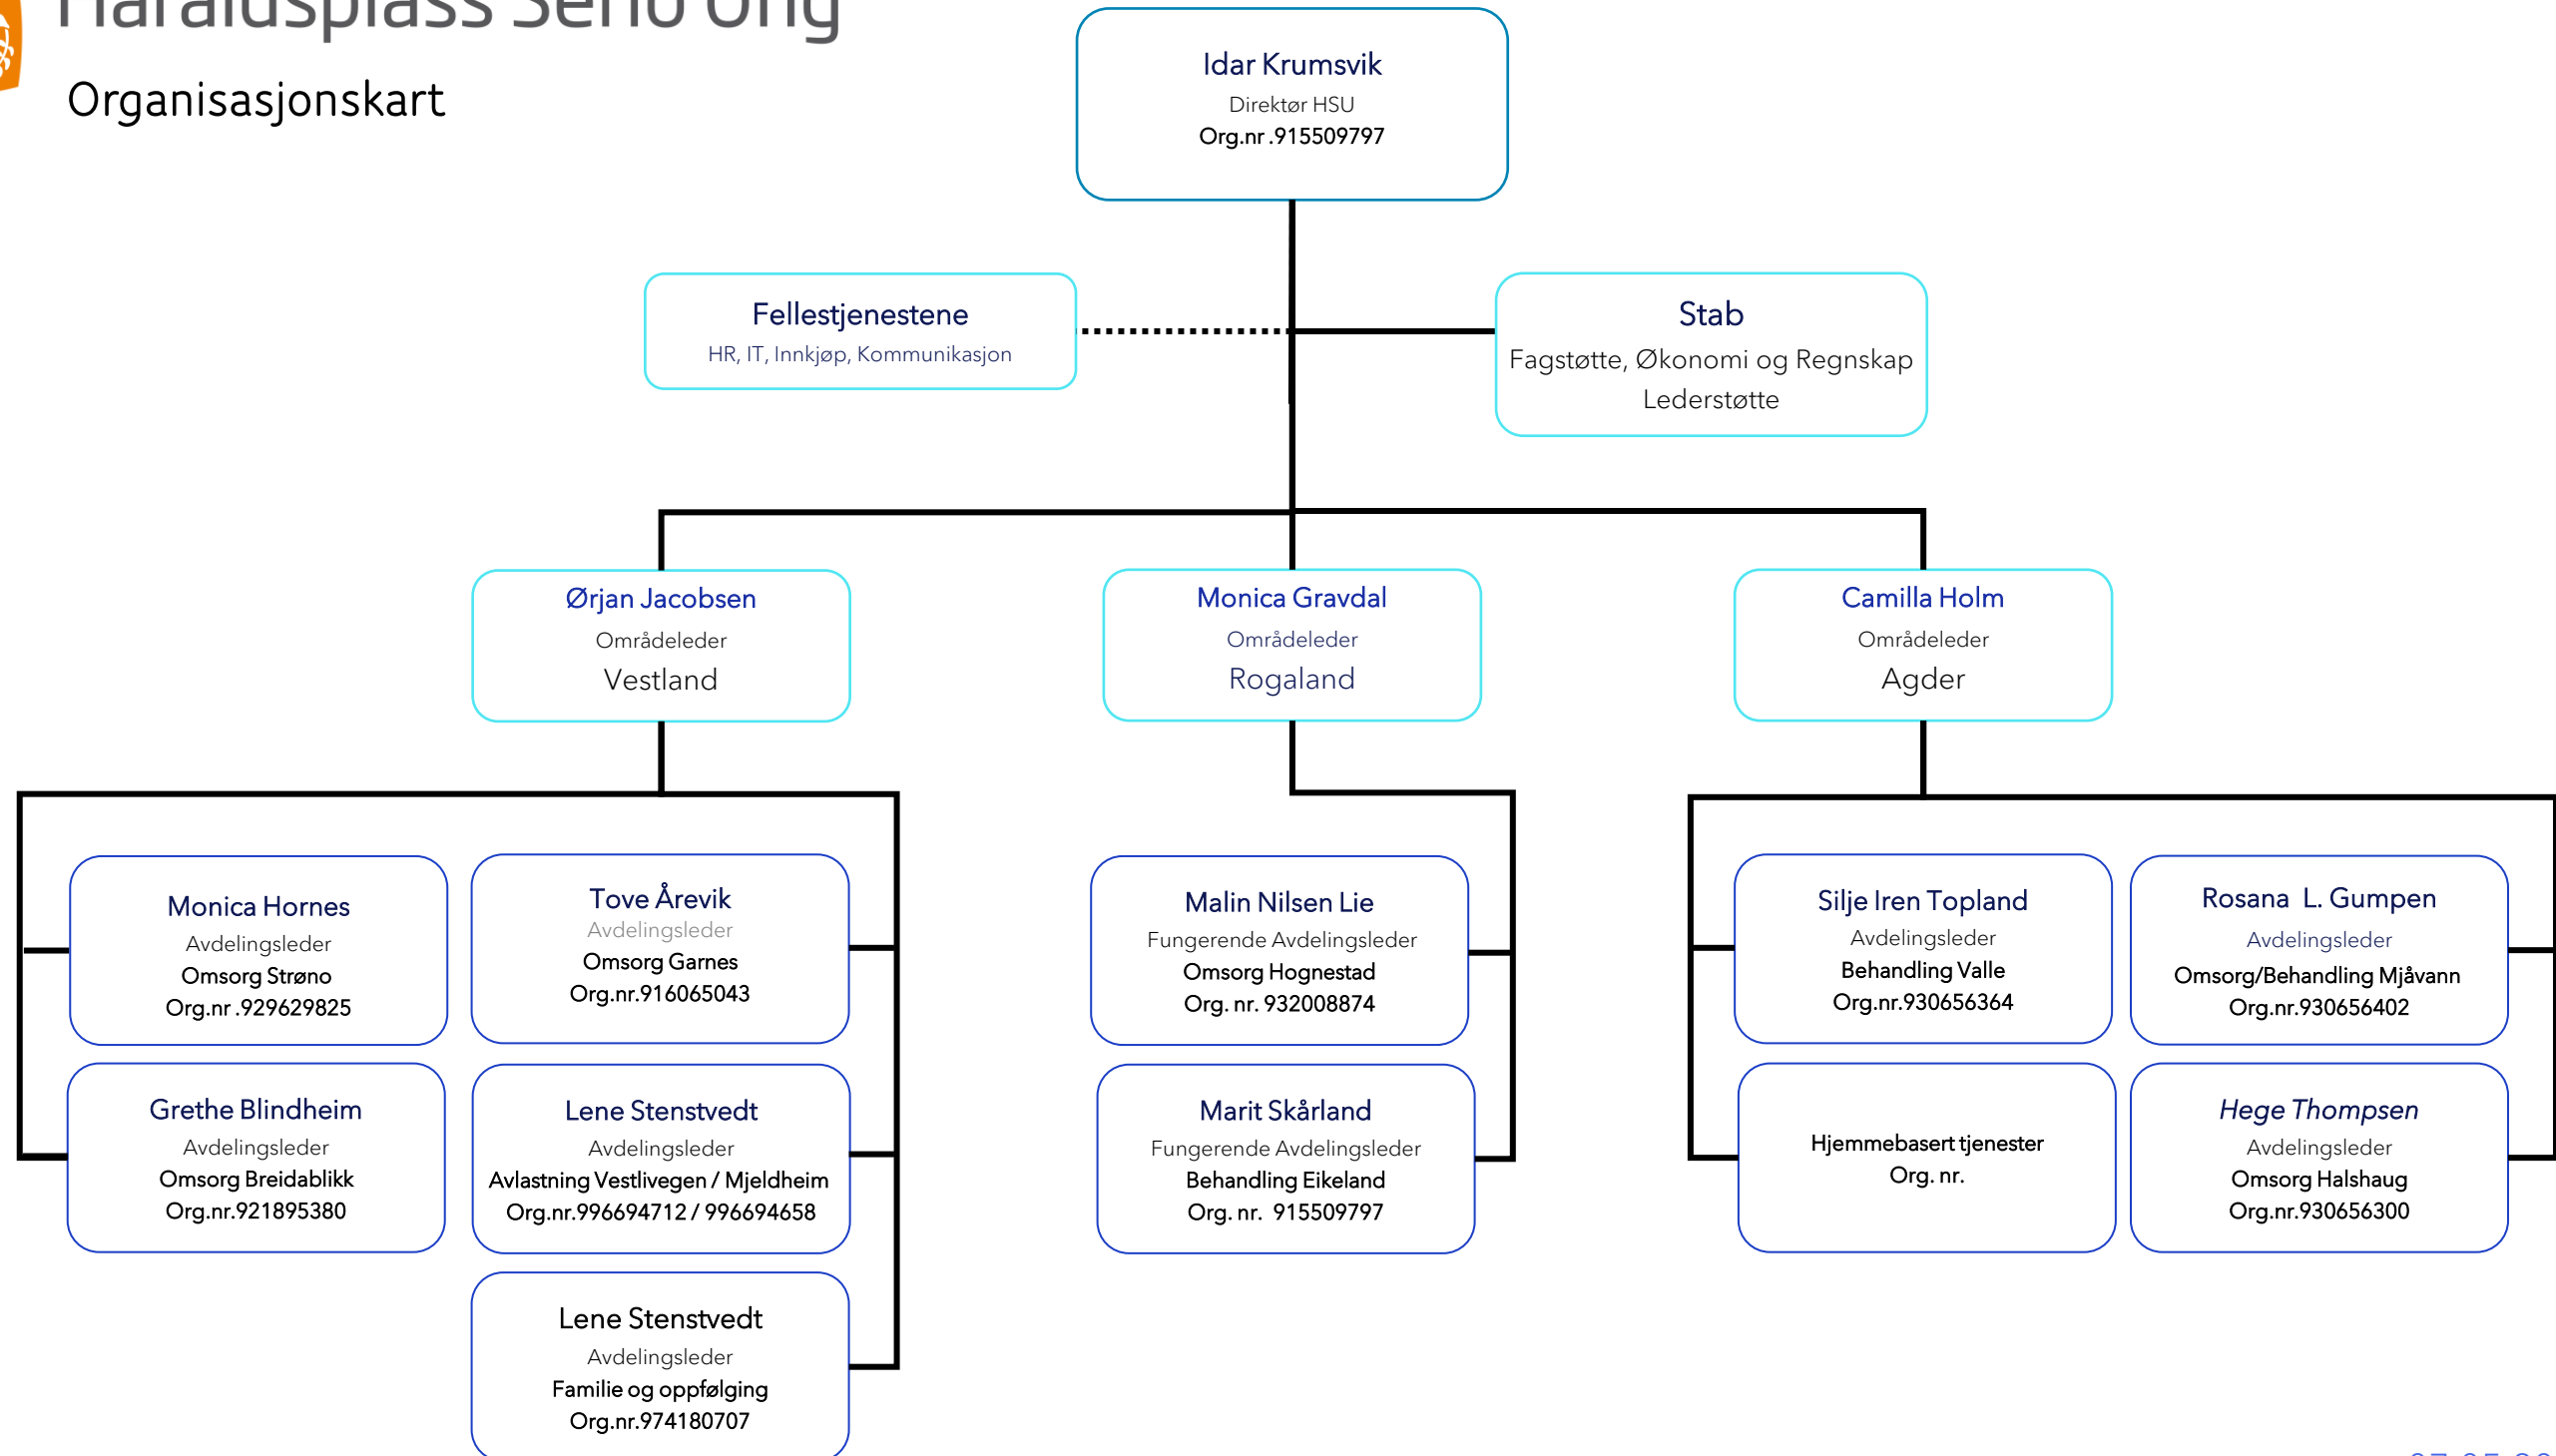 Haraldsplass Send Ung
Organisasjonskart
Idar Krumsvik
Direktør HSU
Org.nr .915509797
Fellestjenestene
HR, IT, Innkjøp, Kommunikasjon
Stab
Fagstøtte, Økonomi og Regnskap
Lederstøtte
Ørjan Jacobsen
Områdeleder
Vestland
Monica Gravdal
Områdeleder
Rogaland
Camilla Holm
Områdeleder
Agder
Monica Hornes
Avdelingsleder
Omsorg Strøno
Org.nr .929629825
Tove Årevik
Avdelingsleder
Omsorg Garnes
Org.nr.916065043
Malin Nilsen Lie
Fungerende Avdelingsleder
Omsorg Hognestad
Org. nr. 932008874
Silje Iren Topland
Avdelingsleder
Behandling Valle
Org.nr.930656364
Rosana L. Gumpen
Avdelingsleder
Omsorg/Behandling Mjåvann
Org.nr.930656402
Grethe Blindheim
Avdelingsleder
Omsorg Breidablikk
Org.nr.921895380
Lene Stenstvedt
Avdelingsleder
Avlastning Vestlivegen / Mjeldheim
Org.nr.996694712 / 996694658
Marit Skårland
Fungerende Avdelingsleder
Behandling Eikeland
Org. nr. 915509797
Hjemmebasert tjenester
Org. nr.
Hege Thompsen
Avdelingsleder
Omsorg Halshaug
Org.nr.930656300
Lene Stenstvedt
Avdelingsleder
Familie og oppfølging
Org.nr.974180707